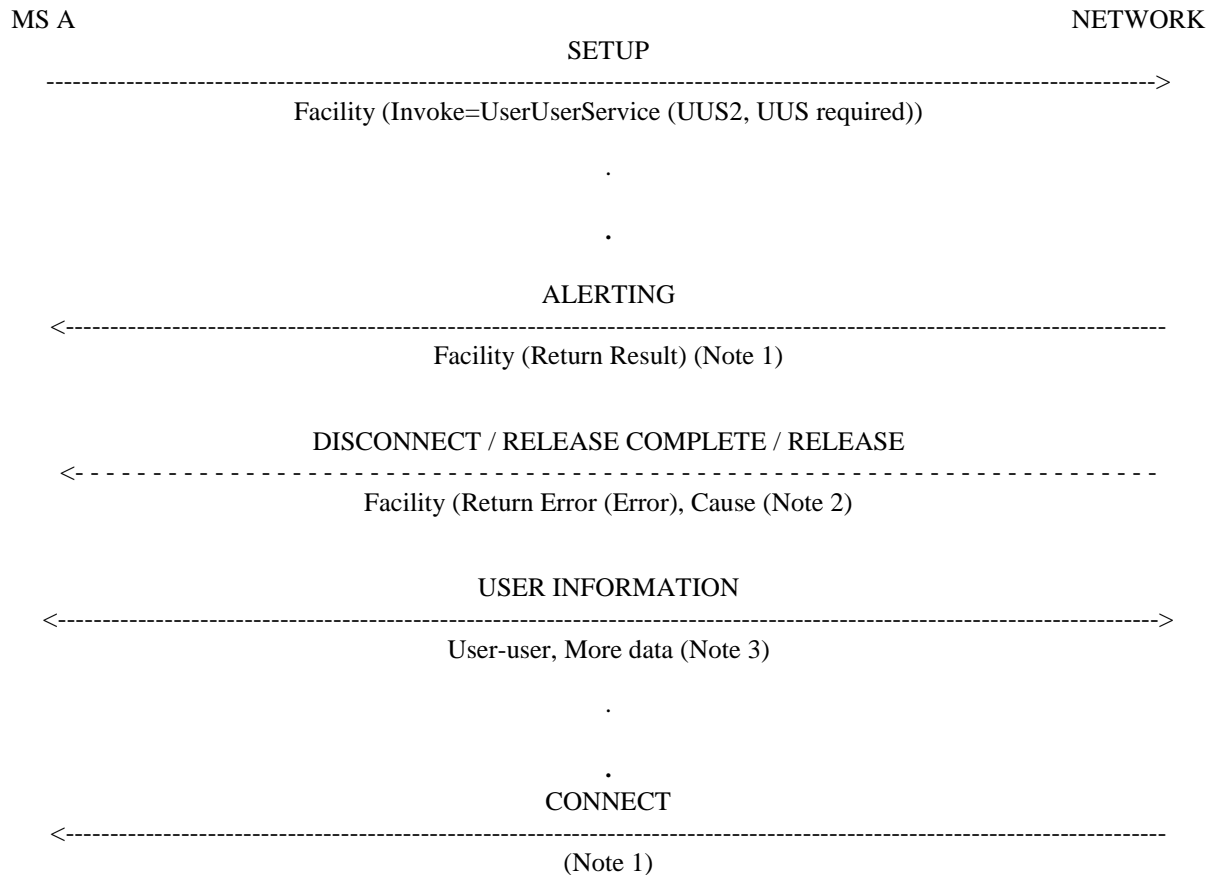 MS A NETWORK
SETUP
------------------------------------------------------------------------------------------------------------------------------>
Facility (Invoke=UserUserService (UUS2, UUS required))
.
.
ALERTING
<-----------------------------------------------------------------------------------------------------------------------------
Facility (Return Result) (Note 1)
DISCONNECT / RELEASE COMPLETE / RELEASE
<- - - - - - - - - - - - - - - - - - - - - - - - - - - - - - - - - - - - - - - - - - - - - - - - - - - - - - - - - - -
Facility (Return Error (Error), Cause (Note 2)
USER INFORMATION
<----------------------------------------------------------------------------------------------------------------------------->
User-user, More data (Note 3)
.
.
CONNECT
<-----------------------------------------------------------------------------------------------------------------------------
(Note 1)